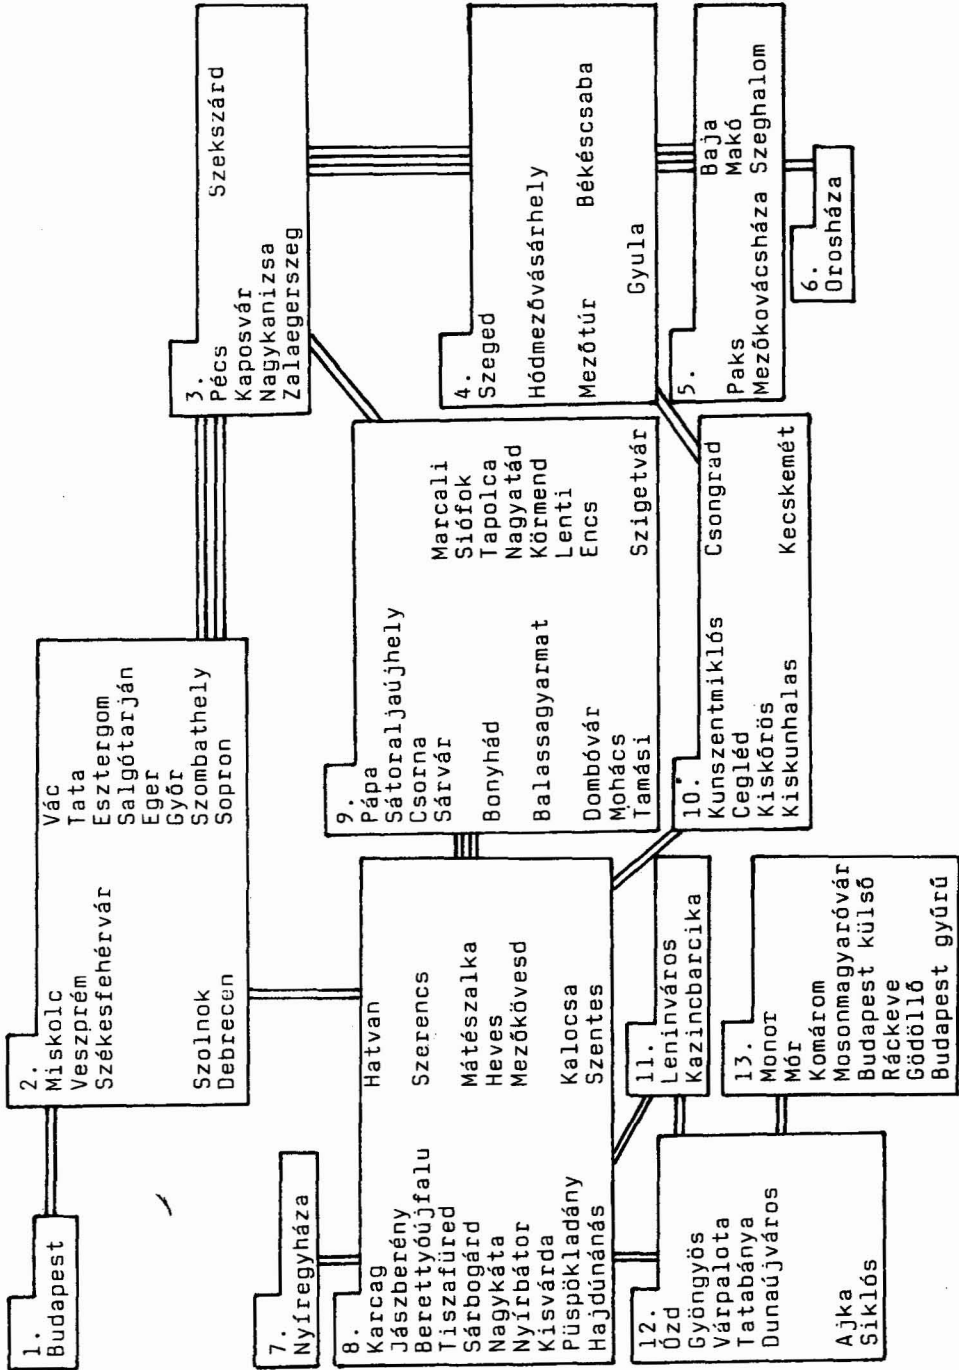 1.
Budapest
2.
Miskolc Vác
Veszprém Tata
Székesfehérvár Esztergom
Salgótarján
Eger
Győr
Szolnok Szombathely
Debrecen Sopron
3.
Pécs Szekszárd
Kaposvár
Nagykanizsa
Zalaegerszeg
4.
Szeged
Hódmezővásárhely
Mezőtúr Békéscsaba
Gyula
5.
Baja
Paks Makó
Mezőkovácsháza Szeghalom
6.
Orosháza
7.
Nyíregyháza
8.
Karcag Hatvan
Jászberény
Berettyóújfalu Szerencs
Tiszafüred
Sárbogárd Mátészalka
Nagykáta Heves
Nyírbátor Mezőkövesd
Kisvárda
Püspökladány Kalocsa
Hajdúnánás Szentes
9.
Pápa
Sátoraljaújhely
Csorna Marcali
Sárvár Siófok
Tapolca
Bonyhád Nagyatád
Körmend
Balassagyarmat Lenti
Encs
Dombóvár
Mohács
Tamási Szigetvár
10.
Kunszentmiklós Csongrad
Cegléd
Kiskőrös
Kiskunhalas Kecskemét
11.
Leninváros
Kazincbarcika
12.
Ózd
Gyöngyös
Várpalota
Tatabánya
Dunaújváros
Ajka
Siklós
13.
Monor
Mór
Komárom
Mosonmagyaróvár
Budapest külső
Ráckeve
Gödöllő
Budapest gyűrű